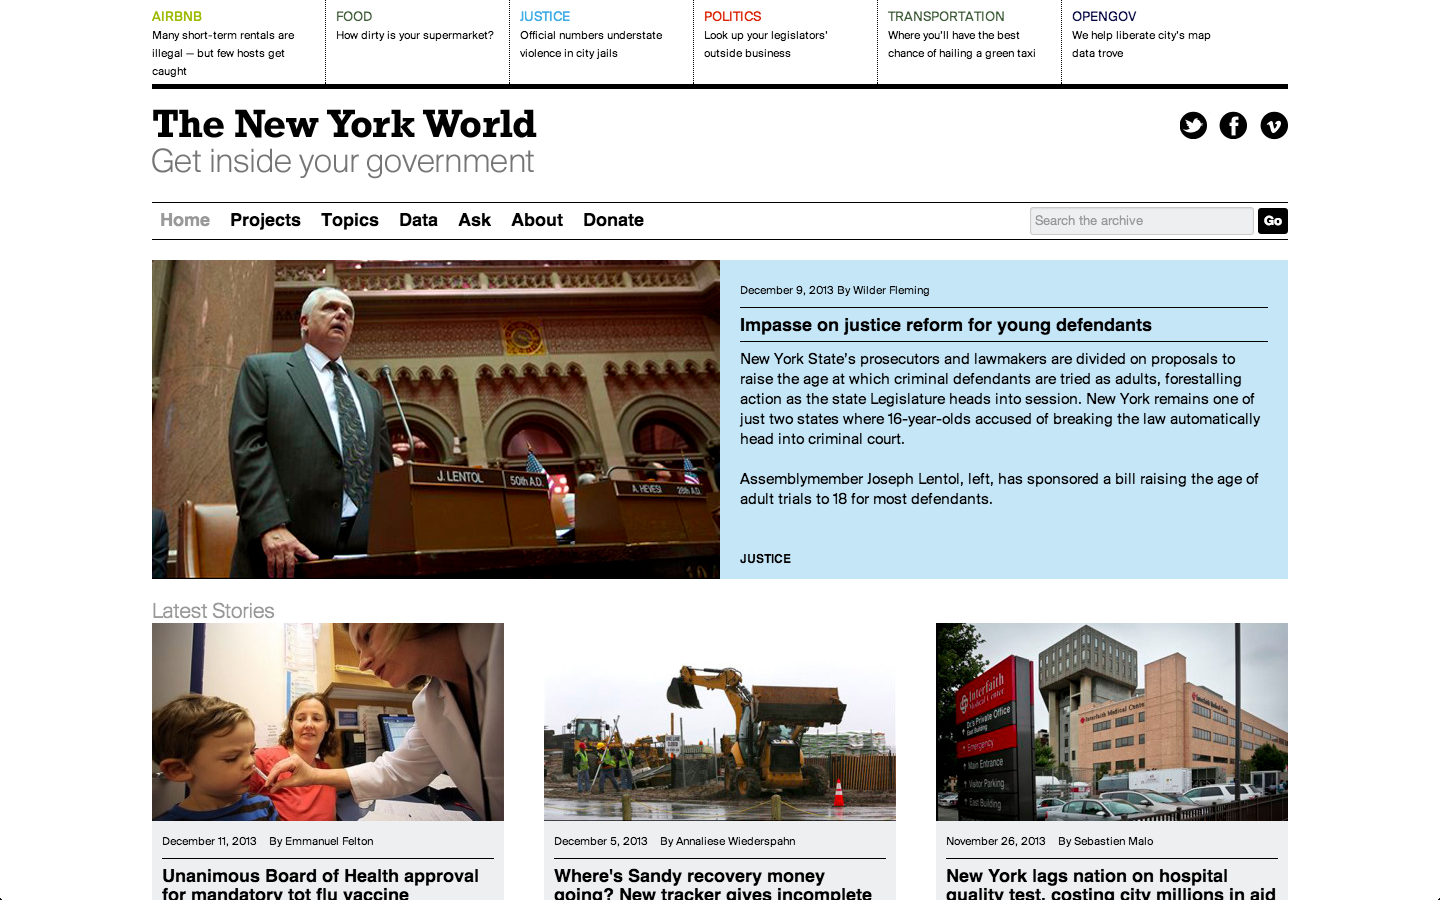 AIRBNB
Many short-term rentals are
illegal — but few hosts get
caught
FOOD
How dirty is your supermarket?
JUSTICE
Official numbers understate
violence in city jails
POLITICS
Look up your legislators'
outside business
TRANSPORTATION
Where you'll have the best
chance of hailing a green taxi
OPENGOV
We help liberate city's map
data trove
The New York World
Get inside your government
Home Projects Topics Data Ask About Donate
Search the archive Go
J. LENTOL 50th A.D.
A. HEVESI 28th A.D.
December 9, 2013 By Wilder Fleming
Impasse on justice reform for young defendants
New York State's prosecutors and lawmakers are divided on proposals to
raise the age at which criminal defendants are tried as adults, forestalling
action as the state Legislature heads into session. New York remains one of
just two states where 16-year-olds accused of breaking the law automatically
head into criminal court.
Assemblymember Joseph Lentol, left, has sponsored a bill raising the age of
adult trials to 18 for most defendants.
JUSTICE
Latest Stories
December 11, 2013 By Emmanuel Felton
Unanimous Board of Health approval
for mandatory tot flu vaccine
December 5, 2013 By Annaliese Wiederspahn
Where's Sandy recovery money
going? New tracker gives incomplete
Interfaith
Medical Center
Dr's Private Office
East Building
Emergency
Main Entrance
Visitor Parking
East Building
Interfaith Medical Center
November 26, 2013 By Sebastien Malo
New York lags nation on hospital
quality test, costing city millions in aid